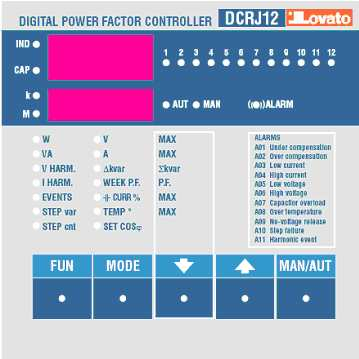 DIGITAL POWER FACTOR CONTROLLER DCRJ12 Lovato
IND
CAP
k
M
1 2 3 4 5 6 7 8 9 10 11 12
AUT MAN ALARM
W V MAX
VA A MAX
V HARM. Δkvar Σkvar
I HARM. WEEK P.F. P.F.
EVENTS CURR % MAX
STEP var TEMP ° MAX
STEP cnt SET COSφ
ALARMS
A01 Under compensation
A02 Over compensation
A03 Low current
A04 High current
A05 Low voltage
A06 High voltage
A07 Capacitor overload
A08 Over temperature
A09 No-voltage release
A10 Step failure
A11 Harmonic event
FUN MODE MAN/AUT